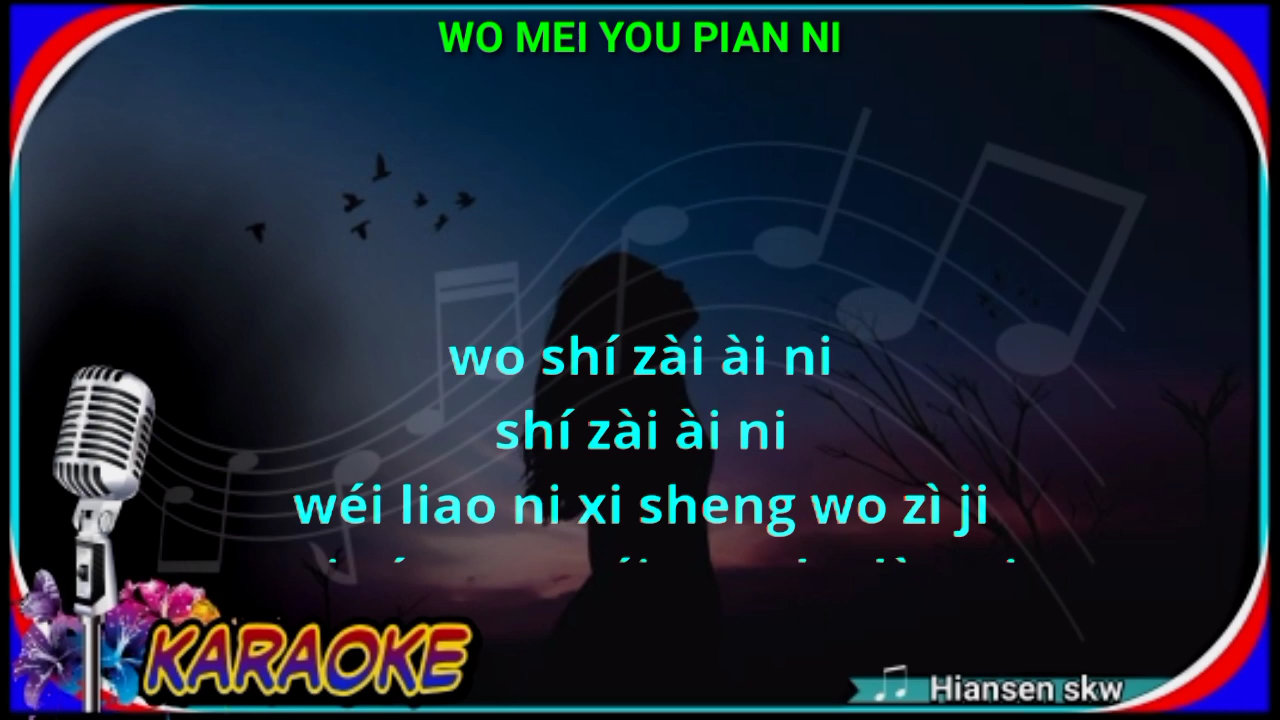 WO MEI YOU PIAN NI
wo shí zài ài ni
shí zài ài ni
wéi liao ni xi sheng wo zì ji
KARAOKE
Hiansen skw